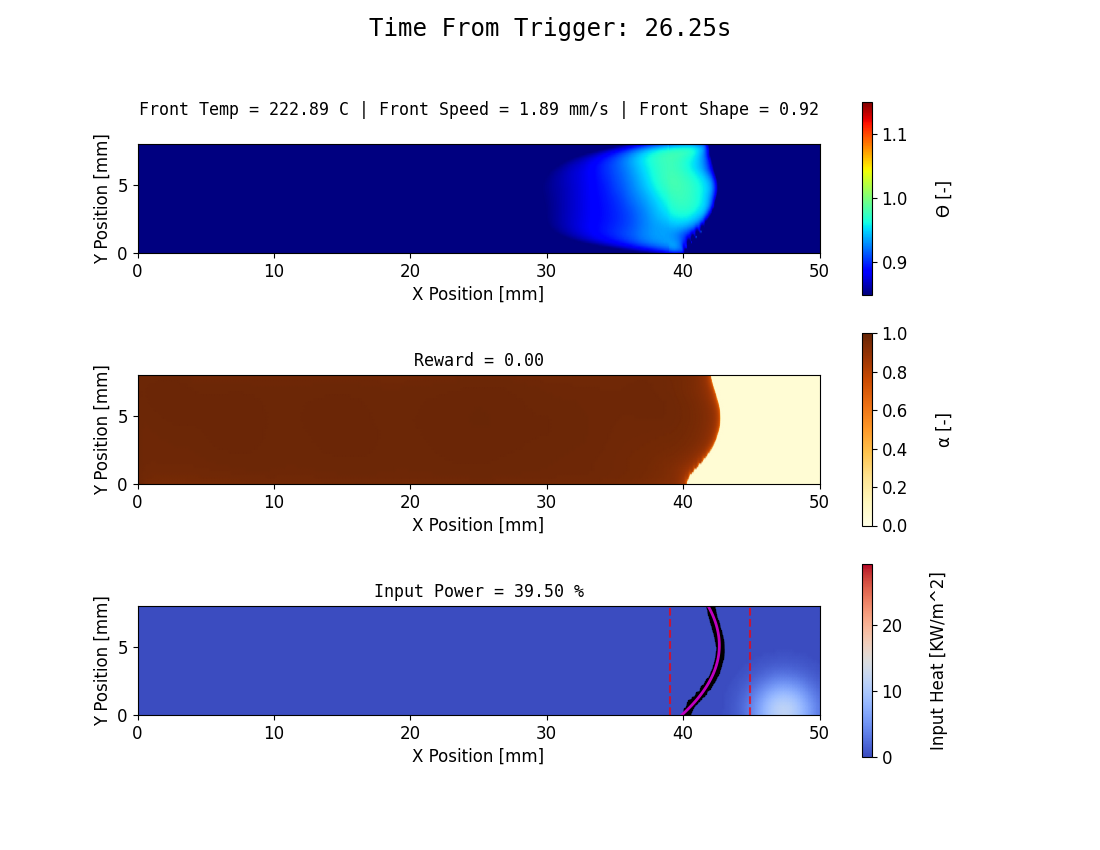 Time From Trigger: 26.25s
Front Temp = 222.89 C | Front Speed = 1.89 mm/s | Front Shape = 0.92
Y Position [mm]
5
0
0 10 20 30 40 50
X Position [mm]
1.1
1.0
0.9
Θ [-]
Reward = 0.00
Y Position [mm]
5
0
0 10 20 30 40 50
X Position [mm]
1.0
0.8
0.6
0.4
0.2
0.0
α [-]
Input Power = 39.50 %
Y Position [mm]
5
0
0 10 20 30 40 50
X Position [mm]
20
10
0
Input Heat [KW/m^2]